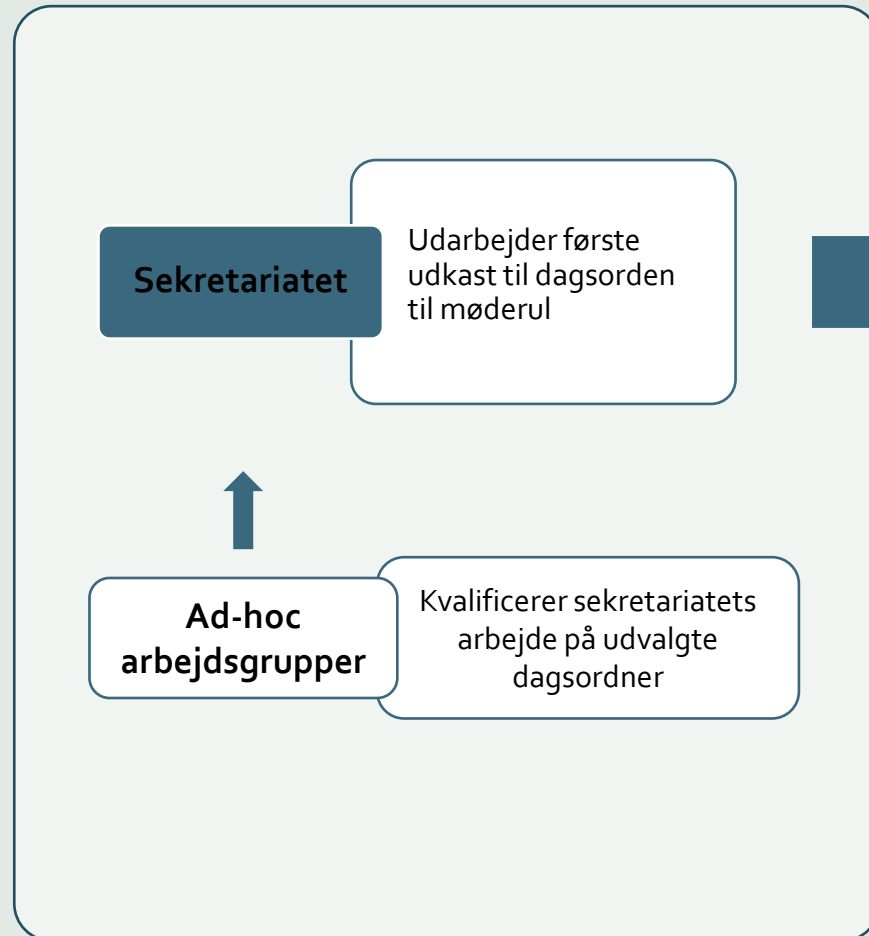 Sekretariatet
Udarbejder første
udkast til dagsorden
til møderul
Ad-hoc
arbejdsgrupper
Kvalificerer sekretariatets
arbejde på udvalgte
dagsordner